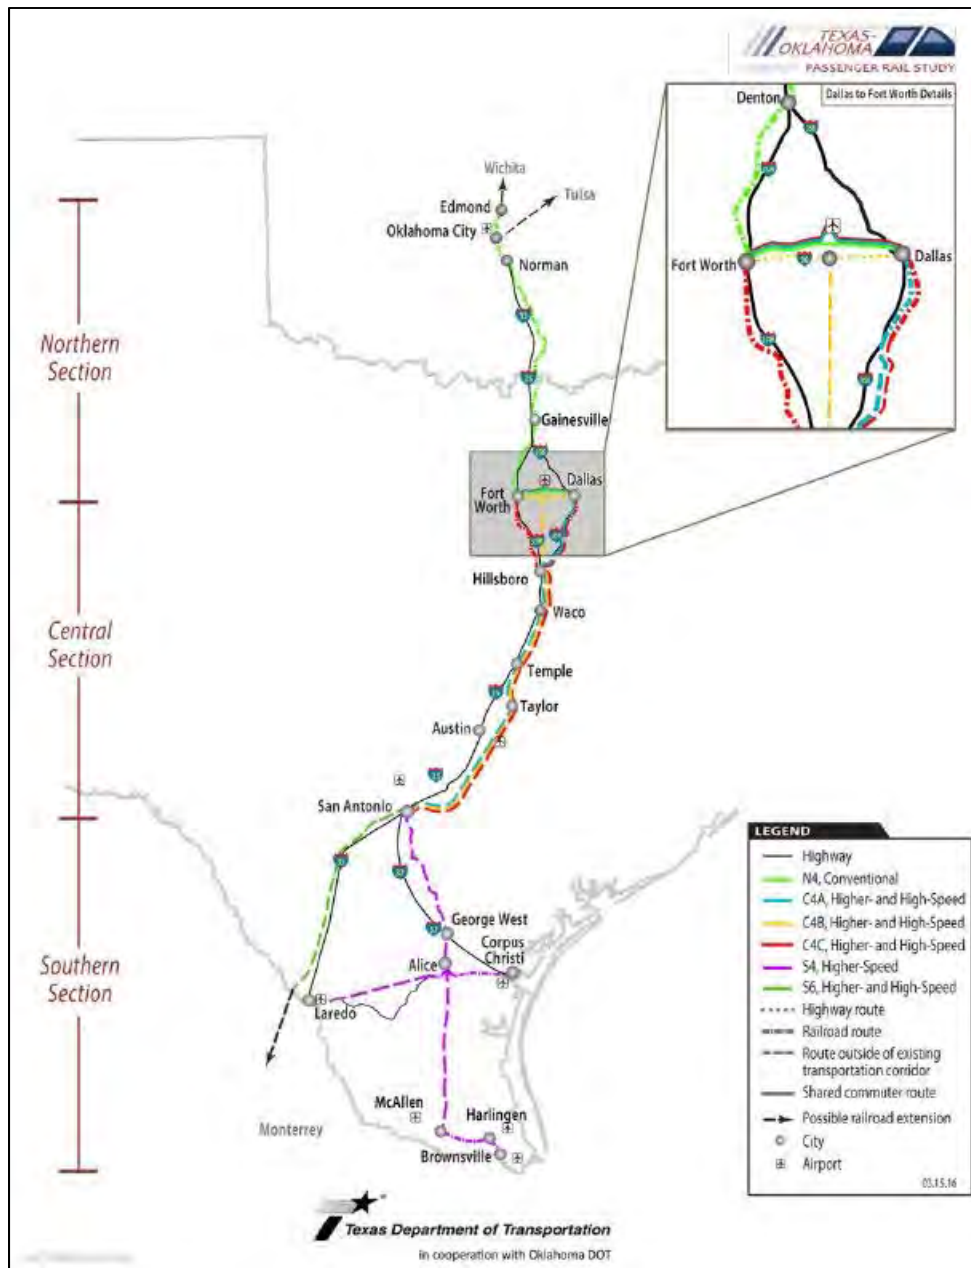 TEXAS-
OKLAHOMA
PASSENGER RAIL STUDY
Dallas to Fort Worth Details
Denton
Fort Worth
Dallas
Wichita
Tulsa
Edmond
Oklahoma City
Norman
Northern
Section
Gainesville
Fort
Worth
Dallas
Hillsboro
Waco
Central
Section
Temple
Taylor
Austin
San Antonio
George West
Corpus
Christi
Alice
Southern
Section
Laredo
McAllen
Harlingen
Monterrey
Brownsville
LEGEND
Highway
N4, Conventional
C4A, Higher- and High-Speed
C4B, Higher- and High-Speed
C4C, Higher- and High-Speed
S4, Higher-Speed
S6, Higher- and High-Speed
Highway route
Railroad route
Route outside of existing
transportation corridor
Shared commuter route
Possible railroad extension
City
Airport
03.15.16
Texas Department of Transportation
in cooperation with Oklahoma DOT